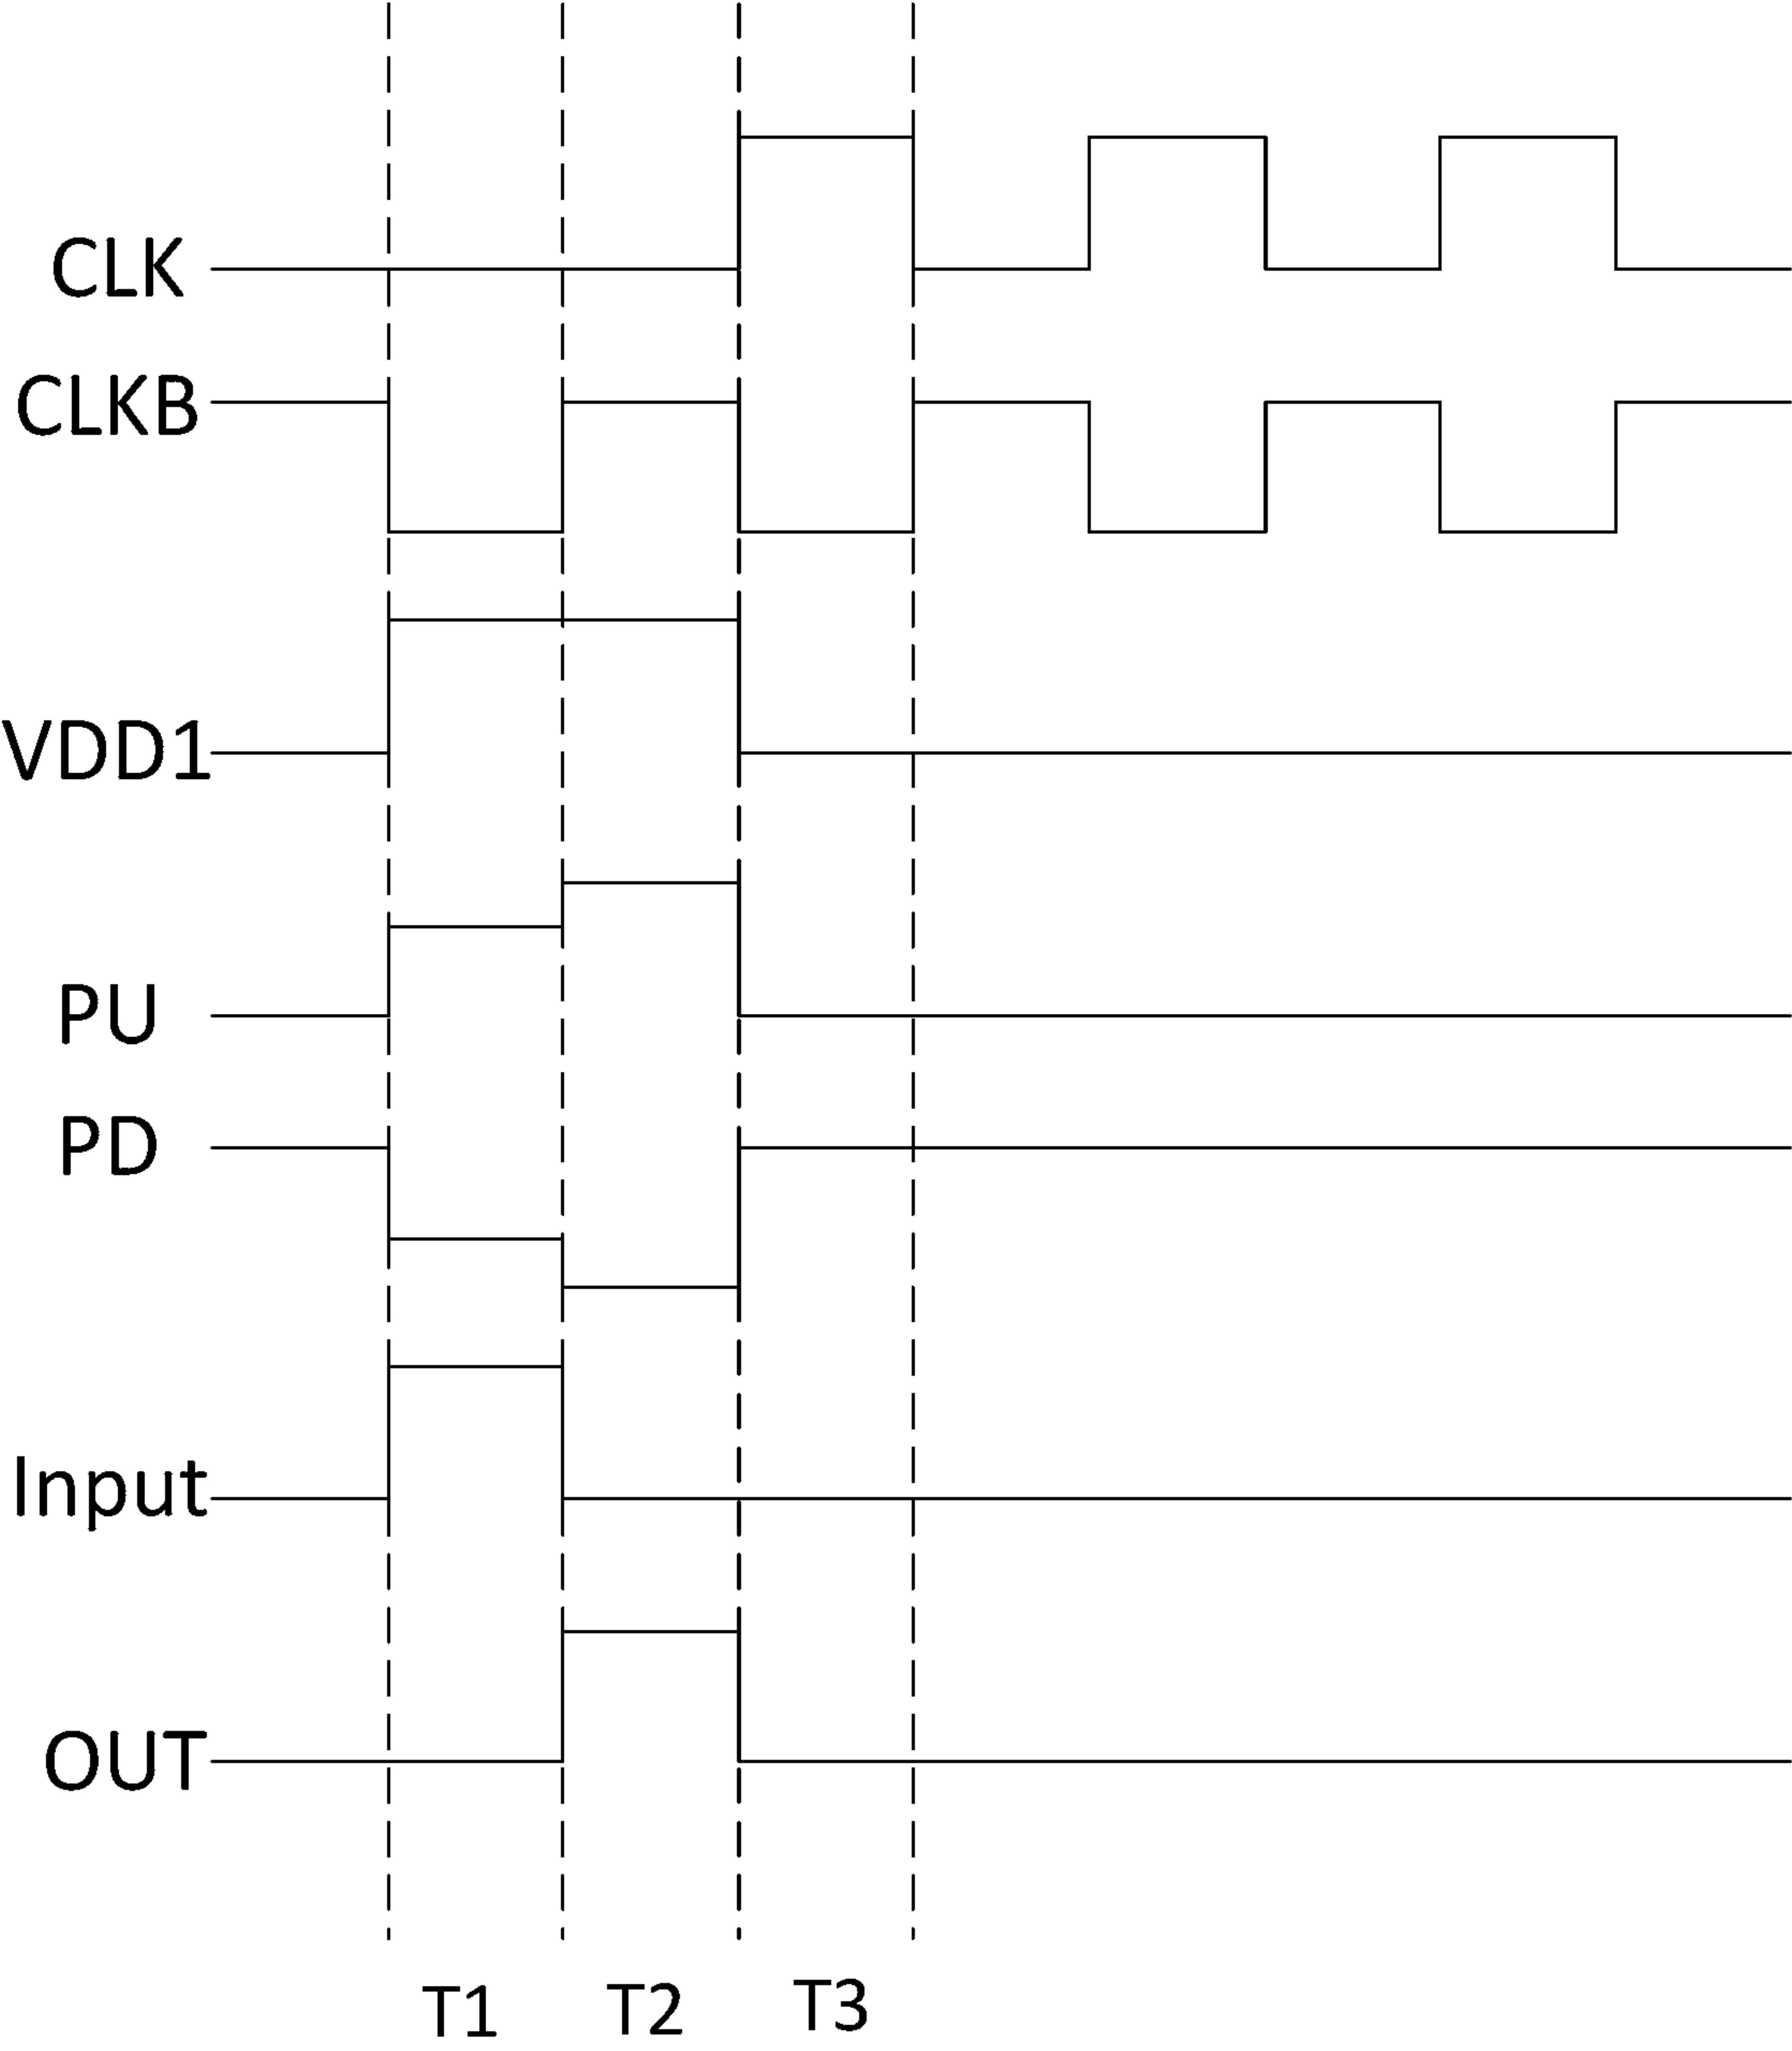 CLK
CLKB
VDD1
PU
PD
Input
OUT
T1 T2 T3